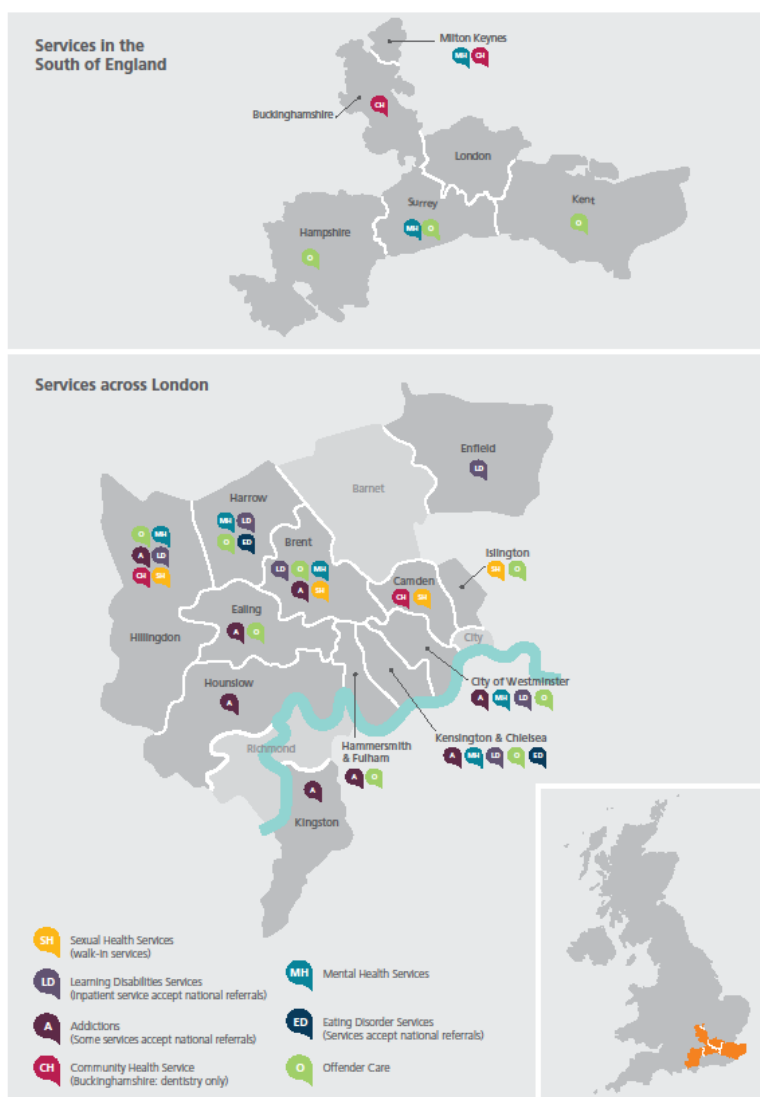 Services in the
South of England
Milton Keynes
MH CH
CH
Buckinghamshire
London
Surrey
MH O
Kent
O
Hampshire
O
Services across London
Enfield
LD
Barnet
Harrow
MH LD
O ED
O MH
A LD
CH SH
Hillingdon
Brent
LD O MH
A SH
Islington
SH O
Camden
CH SH
Ealing
A O
City
Hounslow
A
City of Westminster
A MH LD O
Kensington & Chlelsea
A MH LD O ED
Richmond
Hammersmith
& Fulham
A O
A
Kingston
SH Sexual Health Services
(walk-in services)
LD Learning Disabilities Services
(Inpatient service accept national referrals)
A Addictions
(Some services accept national referrals)
CH Community Health Service
(Buckinghamshire: dentistry only)
MH Mental Health Services
ED Eating Disorder Services
(Services accept national referrals)
O Offender Care